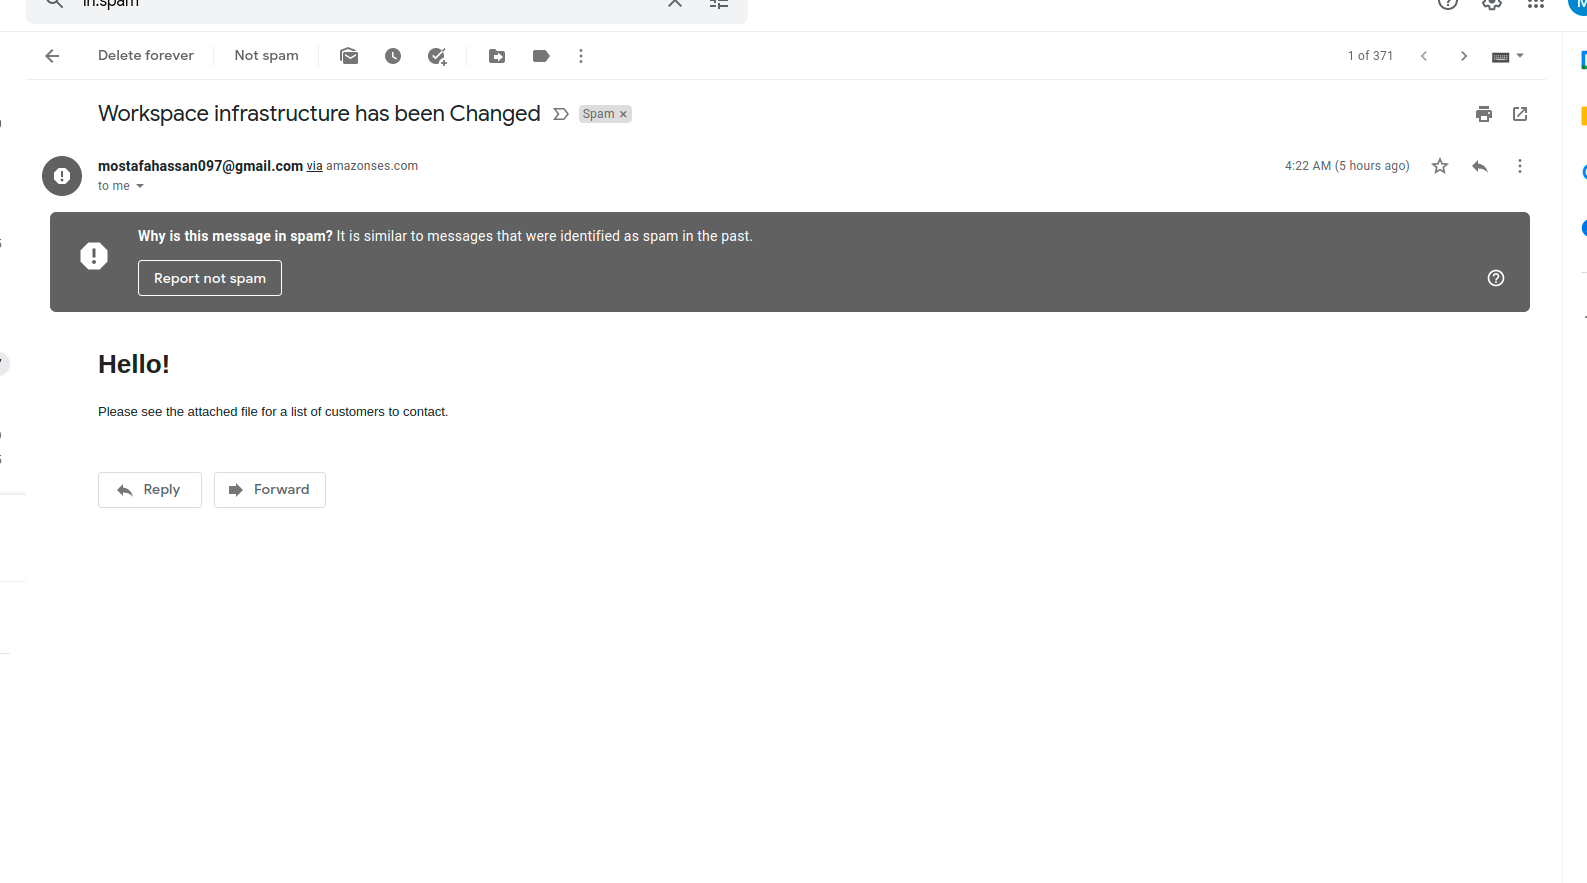 in:spam
Delete forever
Not spam
1 of 371
Workspace infrastructure has been Changed
Spam ×
mostafahassan097@gmail.com via amazonses.com
4:22 AM (5 hours ago)
to me
Why is this message in spam? It is similar to messages that were identified as spam in the past.
Report not spam
Hello!
Please see the attached file for a list of customers to contact.
Reply
Forward